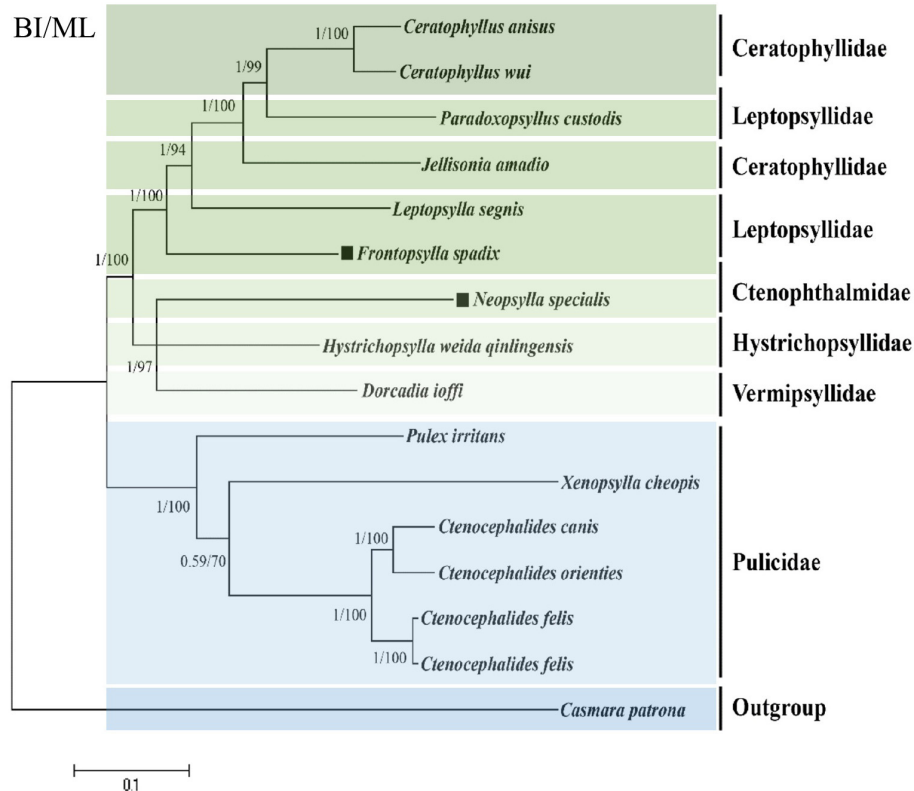 BI/ML
1/100
Ceratophyllus anisus
Ceratophyllus wui
Ceratophyllidae
1/99
1/100
Paradoxopsyllus custodis
Leptopsyllidae
1/94
Jellisonia amadio
Ceratophyllidae
1/100
Leptopsylla segnis
Leptopsyllidae
Frontopsylla spadix
1/100
Neopsylla specialis
Ctenophthalmidae
Hystrichopsylla weida qinlingensis
Hystrichopsyllidae
1/97
Dorcadia ioffi
Vermipsyllidae
Pulex irritans
1/100
Xenopsylla cheopis
0.59/70
1/100
Ctenocephalides canis
Pulicidae
Ctenocephalides orienties
1/100
Ctenocephalides felis
1/100
Ctenocephalides felis
Casmara patrona
Outgroup
0.1